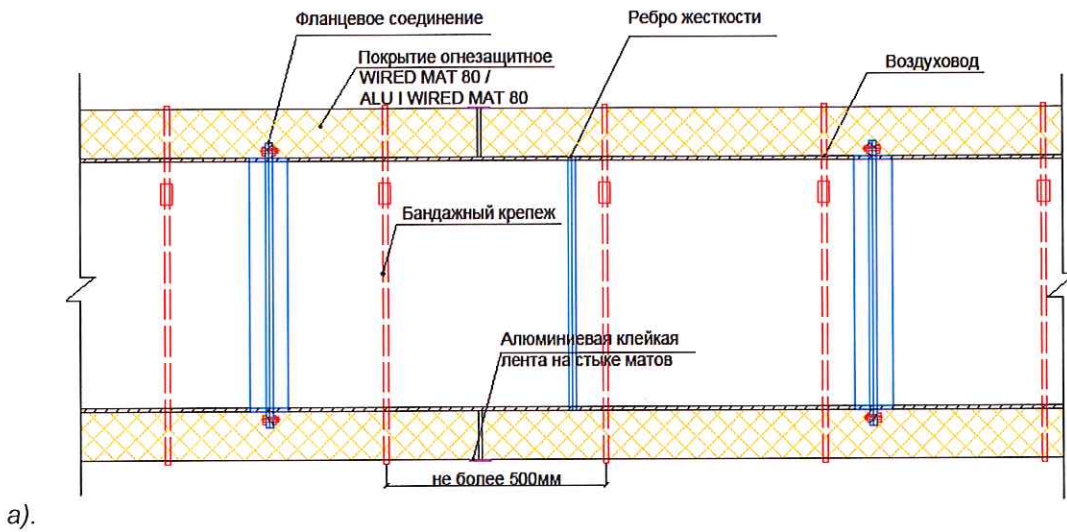 Фланцевое соединение
Ребро жесткости
Покрытие огнезащитное
WIRED MAT 80 /
ALU I WIRED MAT 80
Воздуховод
Бандажный крепеж
Алюминиевая клейкая
лента на стыке матов
не более 500мм
а).